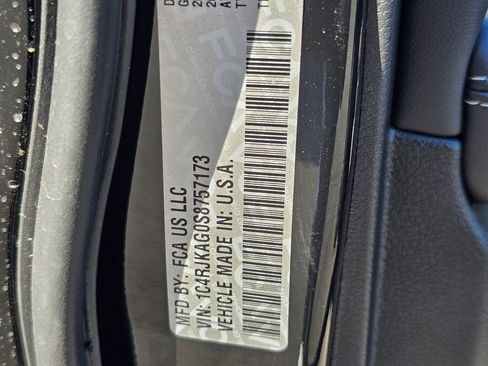 MFD. BY: FCA US LLC
VIN: 1C4RJKAG0S8757173
VEHICLE MADE IN: U.S.A.